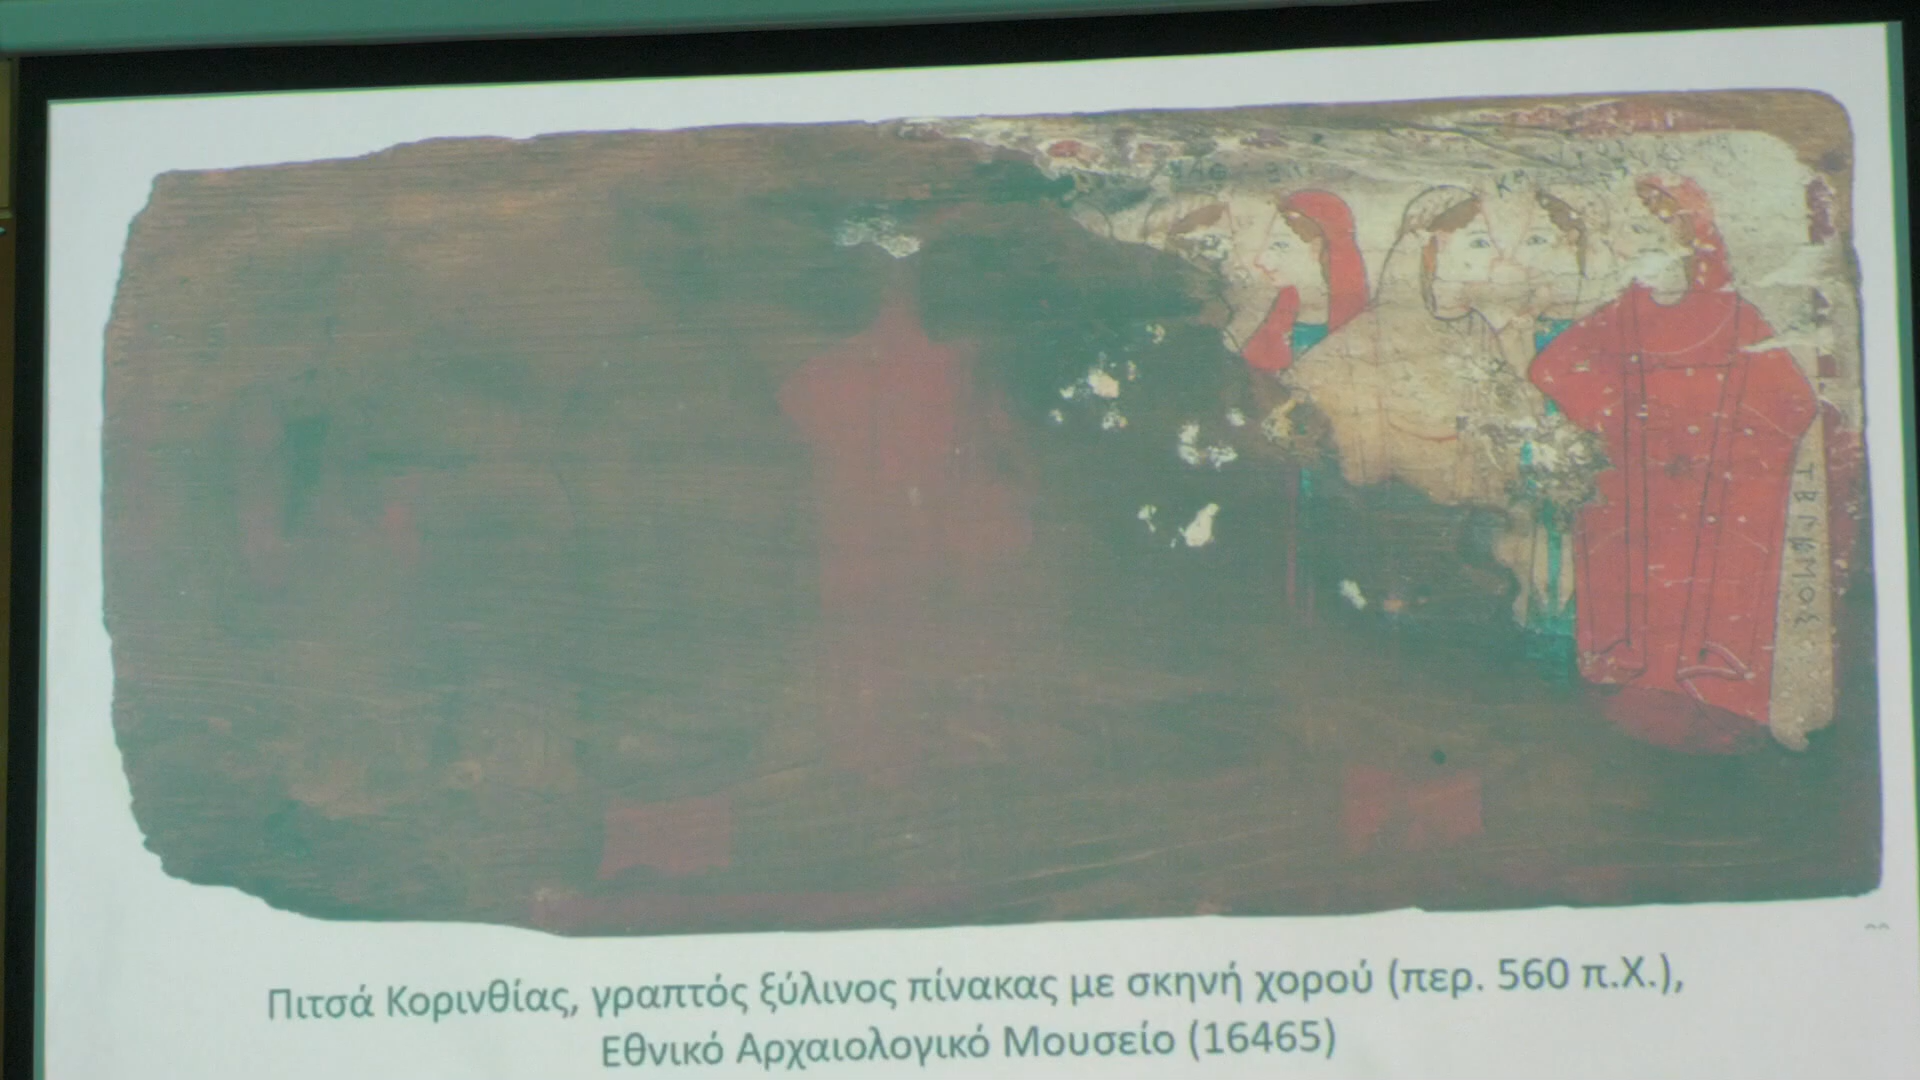 Πιτσά Κορινθίας, γραπτός ξύλινος πίνακας με σκηνή χορού (περ. 560 π.Χ.),
Εθνικό Αρχαιολογικό Μουσείο (16465)